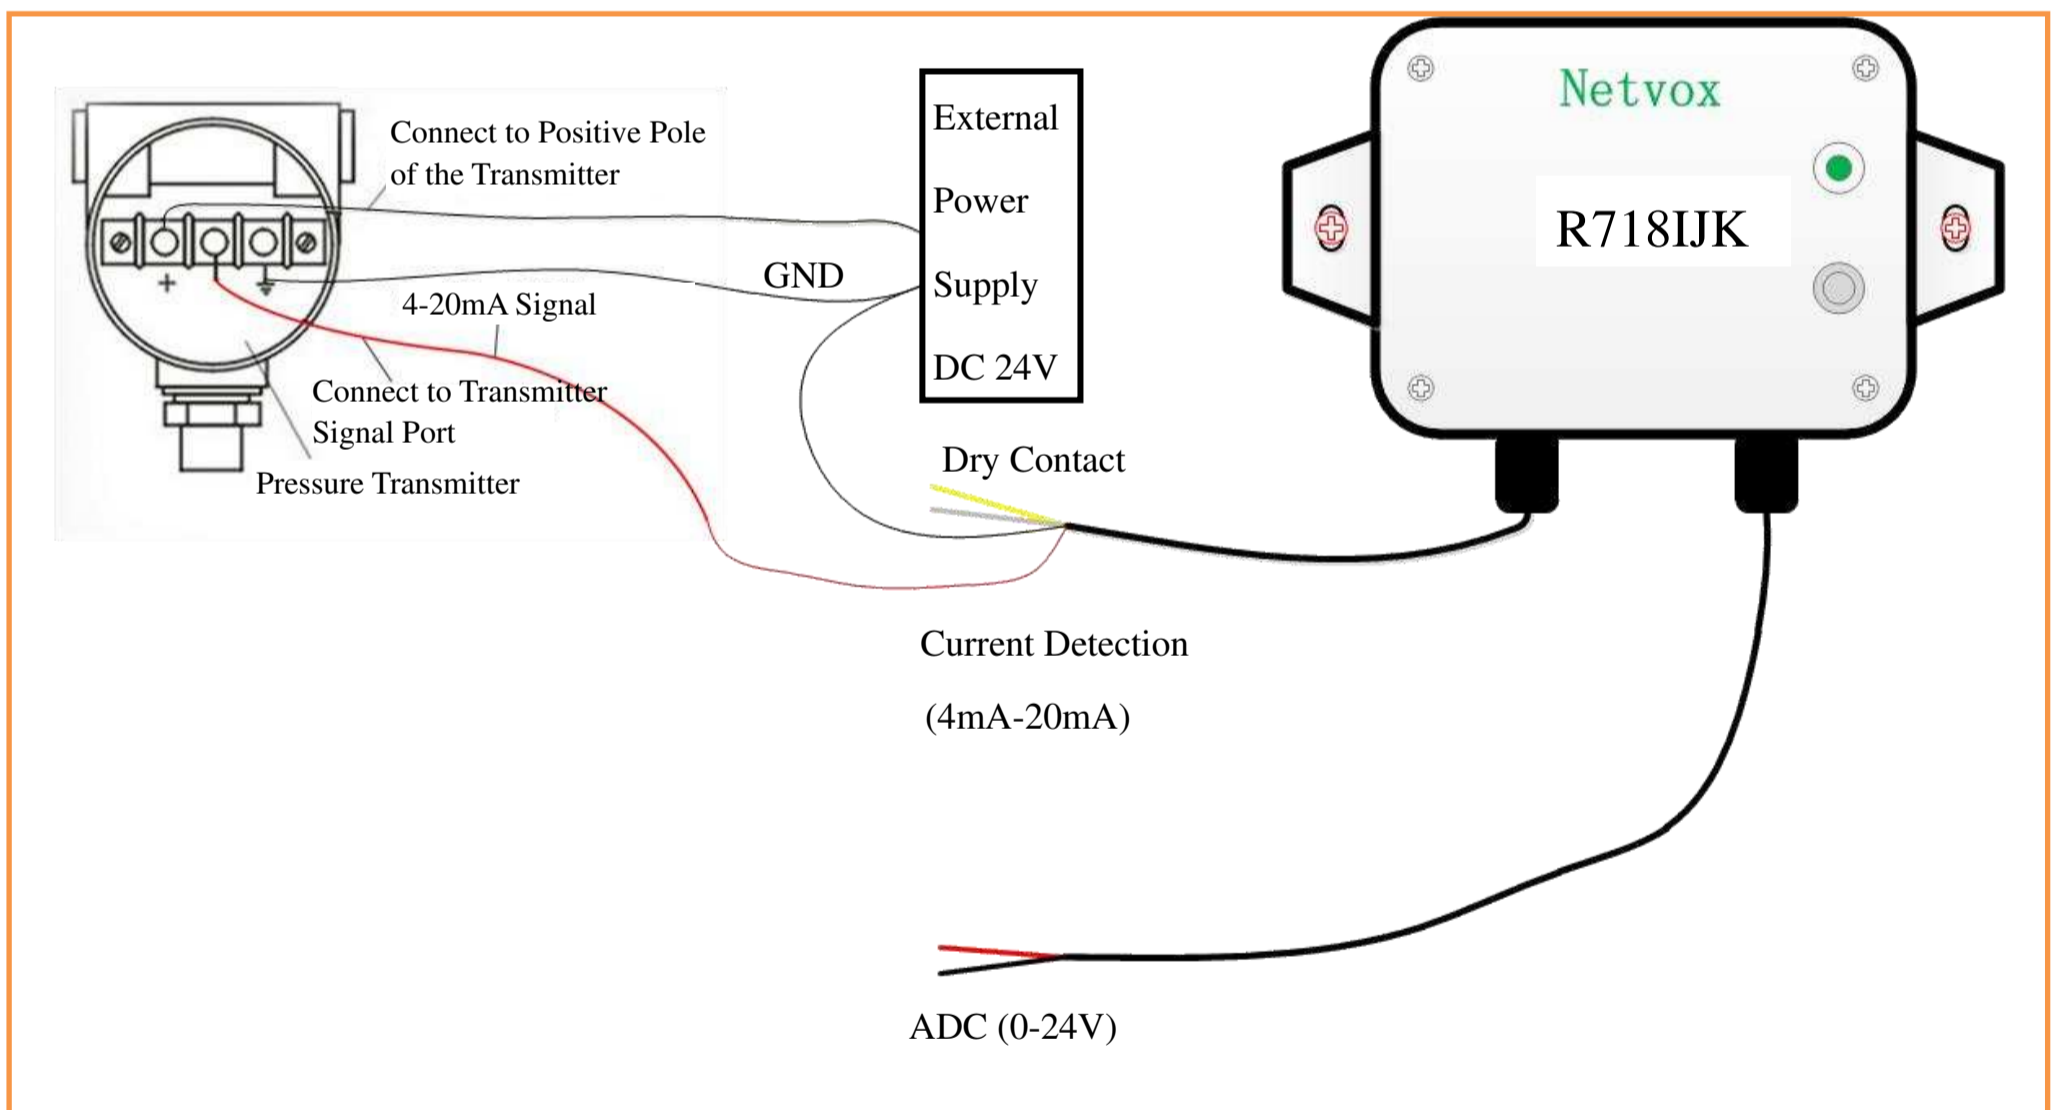 Connect to Positive Pole
of the Transmitter
+
GND
4-20mA Signal
Connect to Transmitter
Signal Port
Pressure Transmitter
External
Power
Supply
DC 24V
Netvox
R718IJK
Dry Contact
Current Detection
(4mA-20mA)
ADC (0-24V)